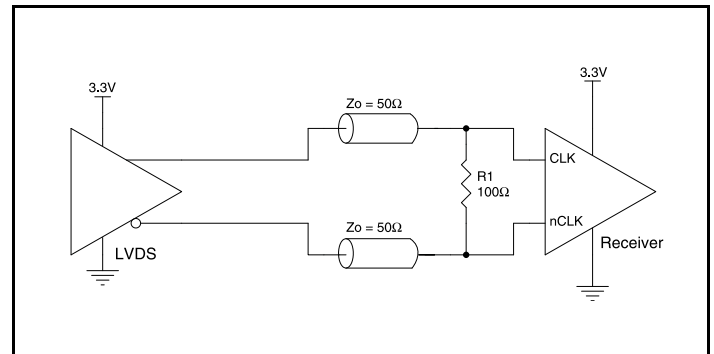 3.3V
3.3V
Zo = 50Ω
CLK
R1
100Ω
nCLK
Zo = 50Ω
LVDS
Receiver